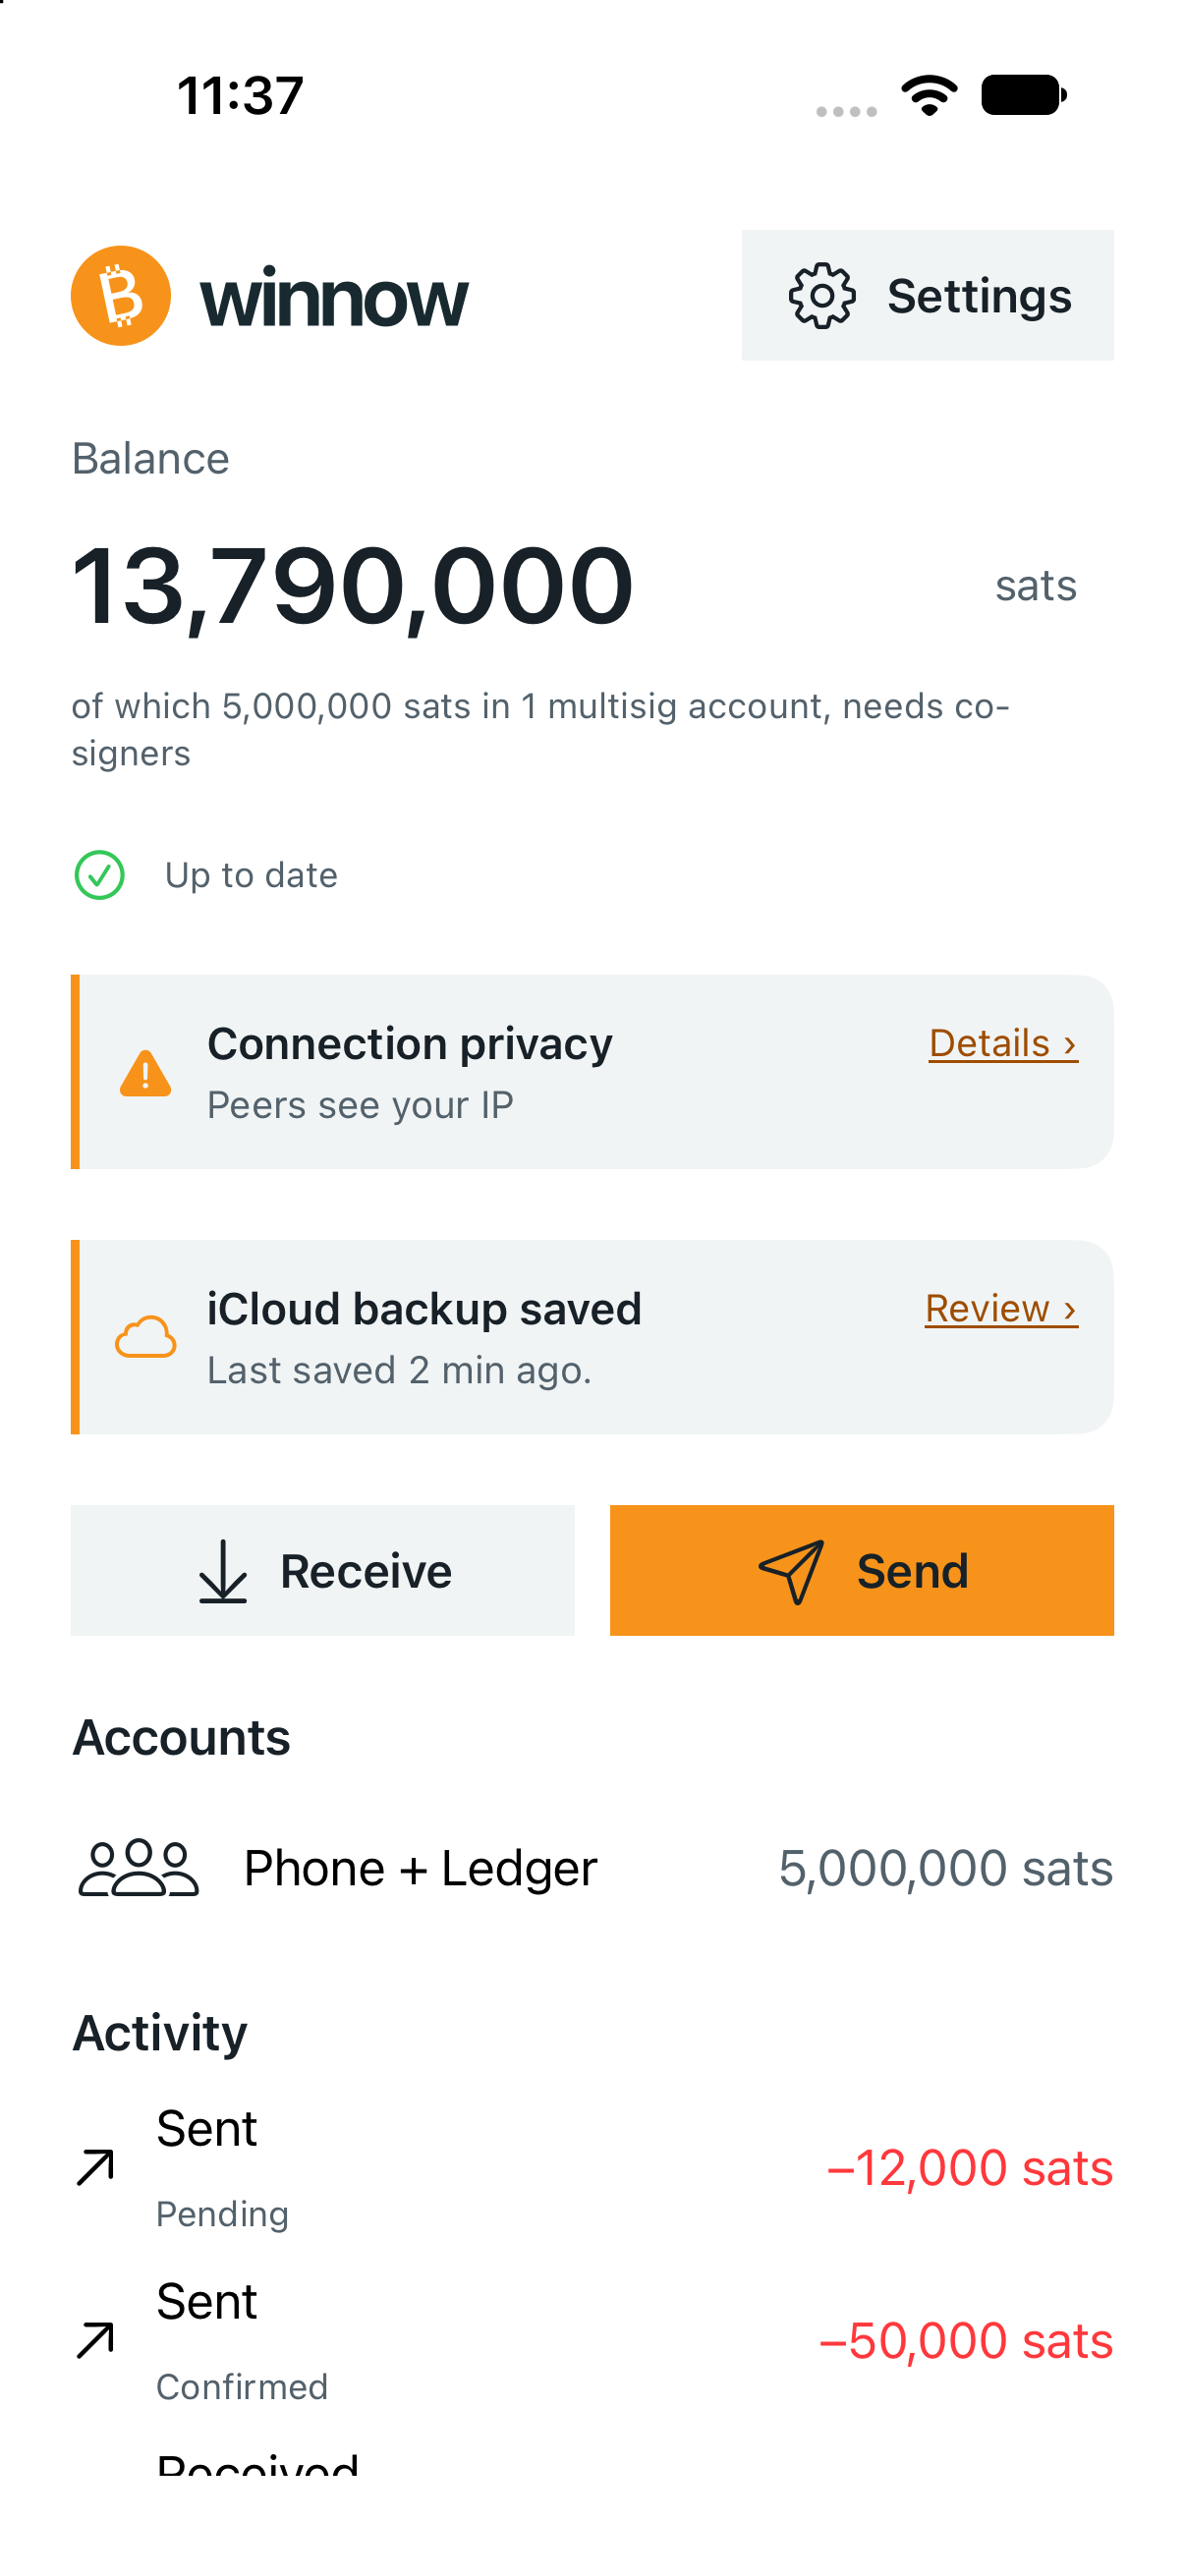 11:37
winnow
Settings
Balance
13,790,000 sats
of which 5,000,000 sats in 1 multisig account, needs co-
signers
Up to date
Connection privacy
Details ›
Peers see your IP
iCloud backup saved
Review ›
Last saved 2 min ago.
Receive
Send
Accounts
Phone + Ledger
5,000,000 sats
Activity
Sent
–12,000 sats
Pending
Sent
–50,000 sats
Confirmed
Received